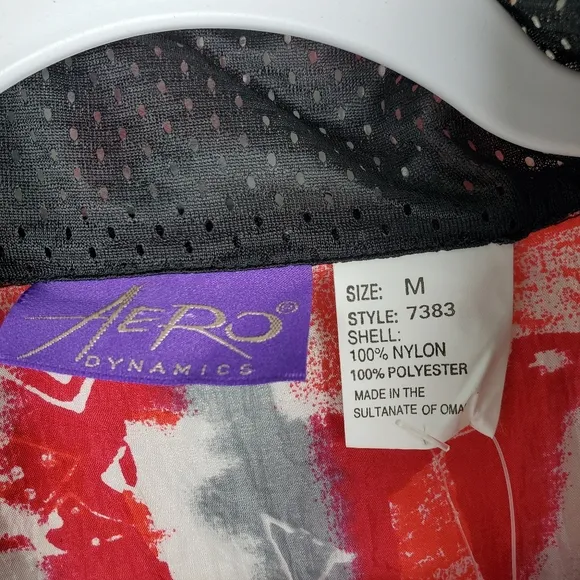 AERO®
DYNAMICS
SIZE: M
STYLE: 7383
SHELL:
100% NYLON
100% POLYESTER
MADE IN THE
SULTANATE OF OMA